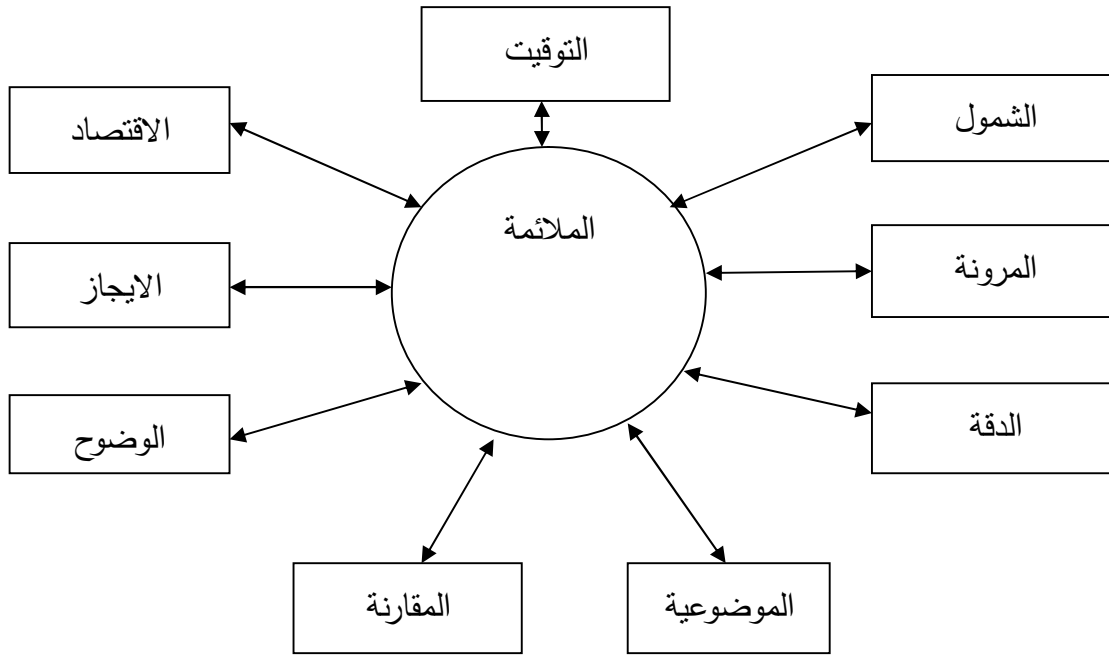 التوقيت
الشمول
الاقتصاد
الملائمة
المرونة
الايجاز
الدقة
الوضوح
الموضوعية
المقارنة